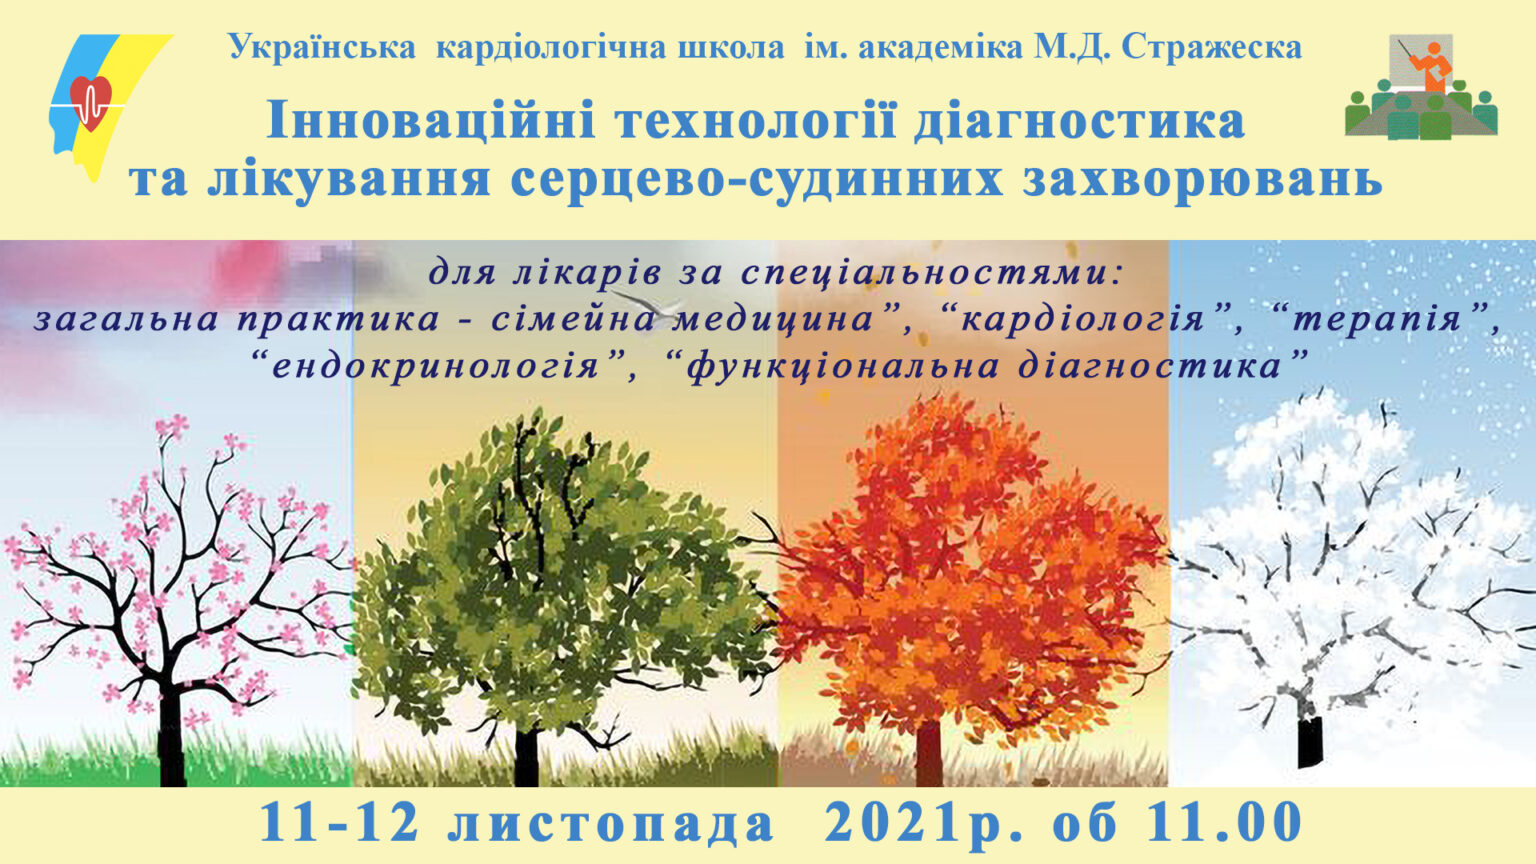 Українська кардіологічна школа ім. академіка М.Д. Стражеска
Інноваційні технології діагностика
та лікування серцево-судинних захворювань
для лікарів за спеціальностями:
загальна практика - сімейна медицина”, “кардіологія”, “терапія”,
“ендокринологія”, “функціональна діагностика”
11-12 листопада 2021р. об 11.00